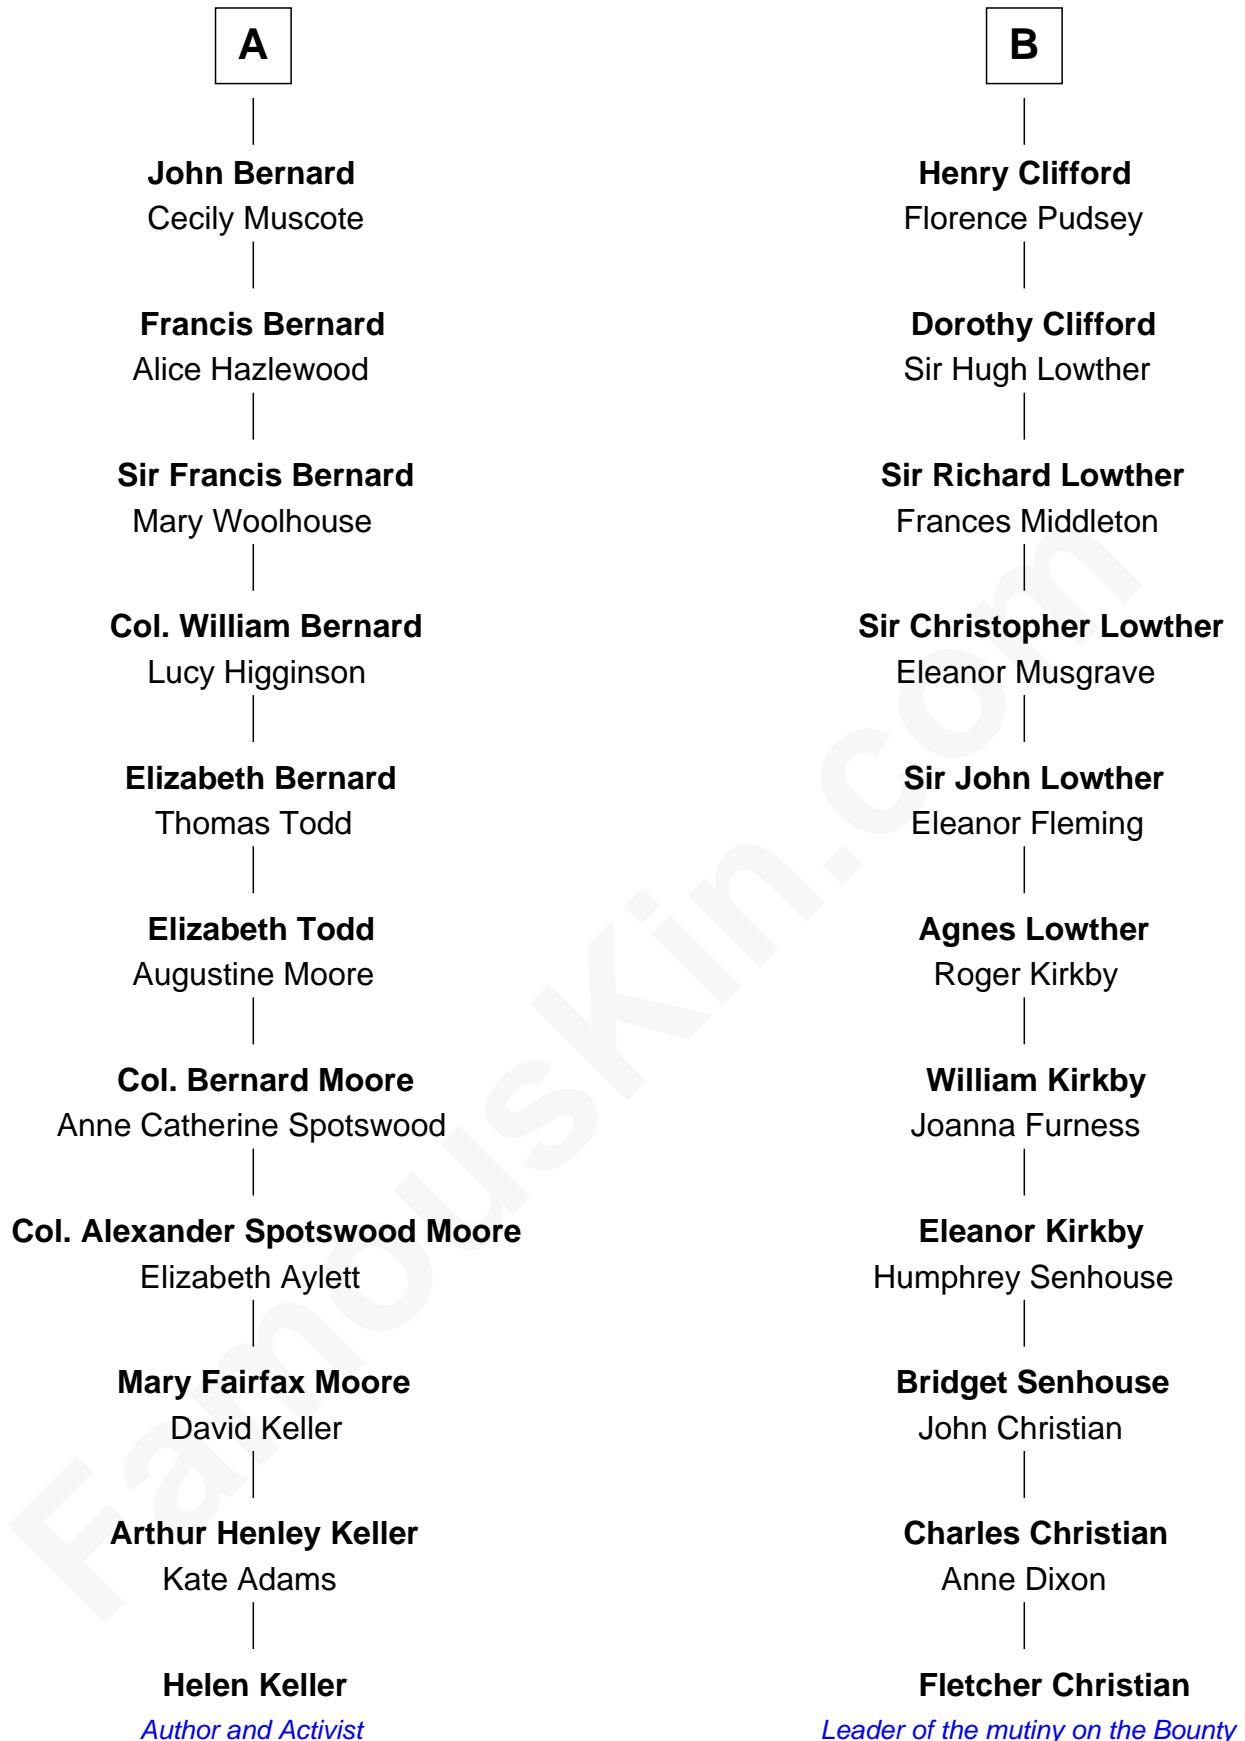 A
John Bernard
Cecily Muscote
Francis Bernard
Alice Hazlewood
Sir Francis Bernard
Mary Woolhouse
Col. William Bernard
Lucy Higginson
Elizabeth Bernard
Thomas Todd
Elizabeth Todd
Augustine Moore
Col. Bernard Moore
Anne Catherine Spotswood
Col. Alexander Spotswood Moore
Elizabeth Aylett
Mary Fairfax Moore
David Keller
Arthur Henley Keller
Kate Adams
Helen Keller
Author and Activist
B
Henry Clifford
Florence Pudsey
Dorothy Clifford
Sir Hugh Lowther
Sir Richard Lowther
Frances Middleton
Sir Christopher Lowther
Eleanor Musgrave
Sir John Lowther
Eleanor Fleming
Agnes Lowther
Roger Kirkby
William Kirkby
Joanna Furness
Eleanor Kirkby
Humphrey Senhouse
Bridget Senhouse
John Christian
Charles Christian
Anne Dixon
Fletcher Christian
Leader of the mutiny on the Bounty
FamousKin.com